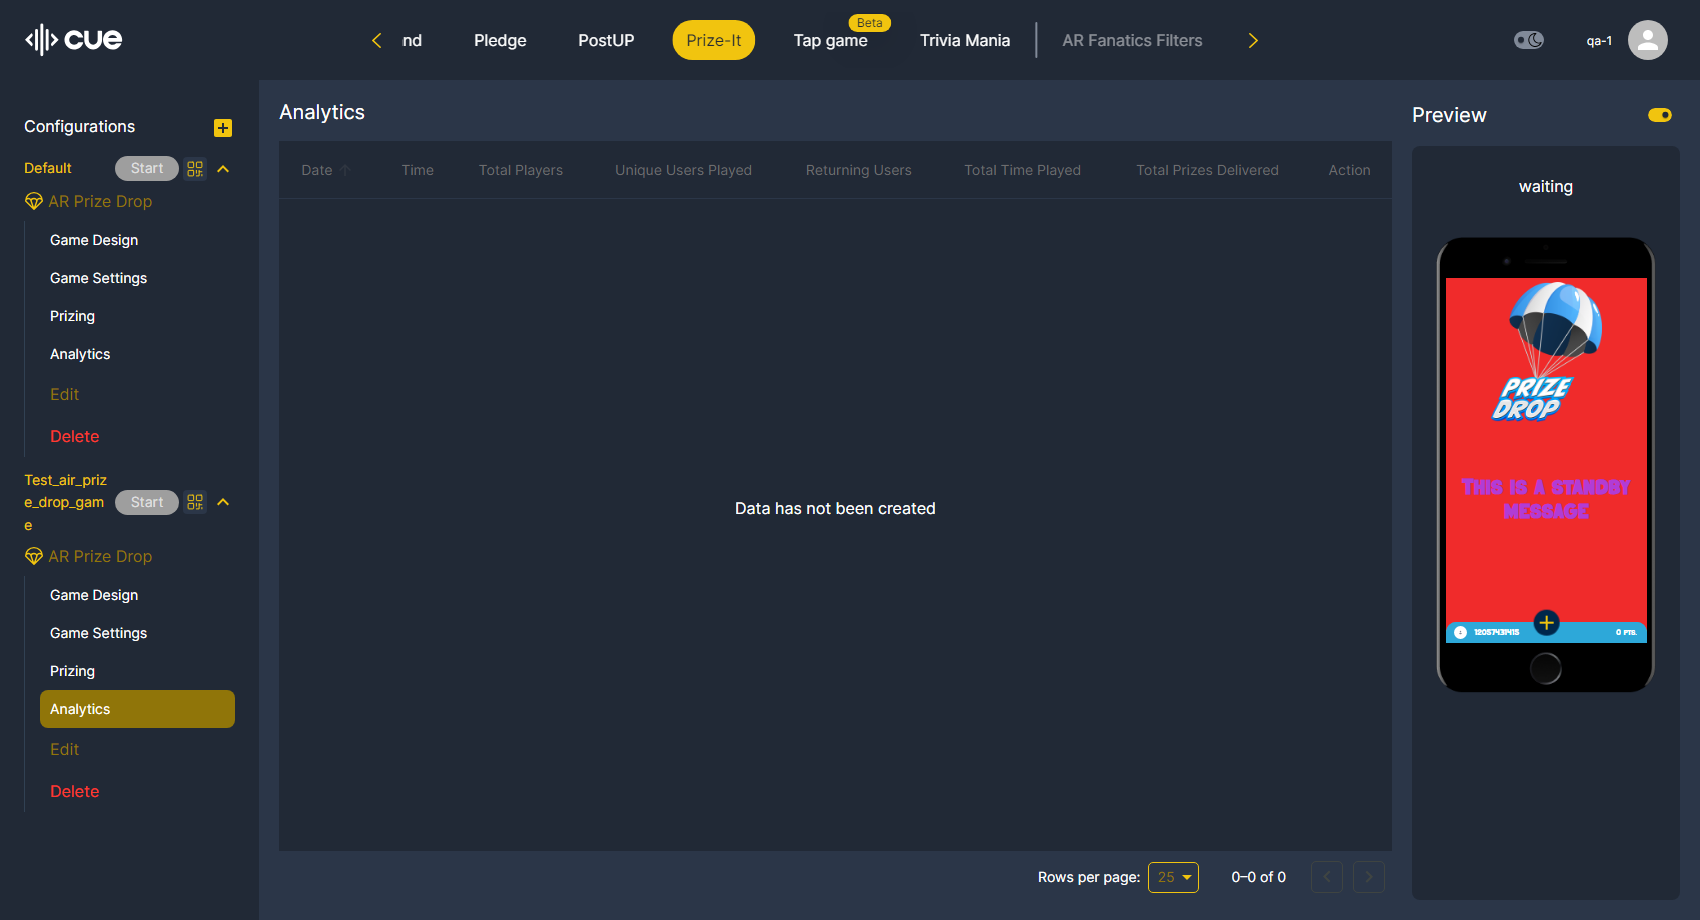 cue
nd
Pledge
PostUP
Prize-It
Beta
Tap game
Trivia Mania
AR Fanatics Filters
qa-1
Configurations
Default
Start
AR Prize Drop
Game Design
Game Settings
Prizing
Analytics
Edit
Delete
Test_air_priz
e_drop_gam
e
Start
AR Prize Drop
Game Design
Game Settings
Prizing
Analytics
Edit
Delete
Analytics
Date
Time
Total Players
Unique Users Played
Returning Users
Total Time Played
Total Prizes Delivered
Action
Data has not been created
Rows per page:
25
0–0 of 0
Preview
waiting
PRIZE
DROP
THIS IS A STANDBY
MESSAGE
12057431415
0 PTS.